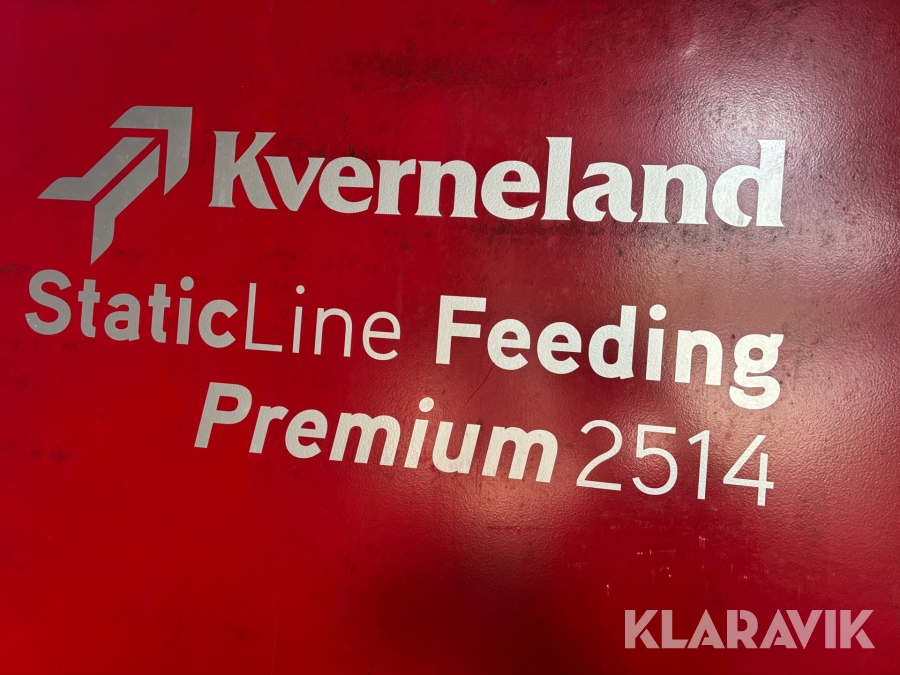 Kverneland
StaticLine Feeding
Premium 2514
KLARAVIK